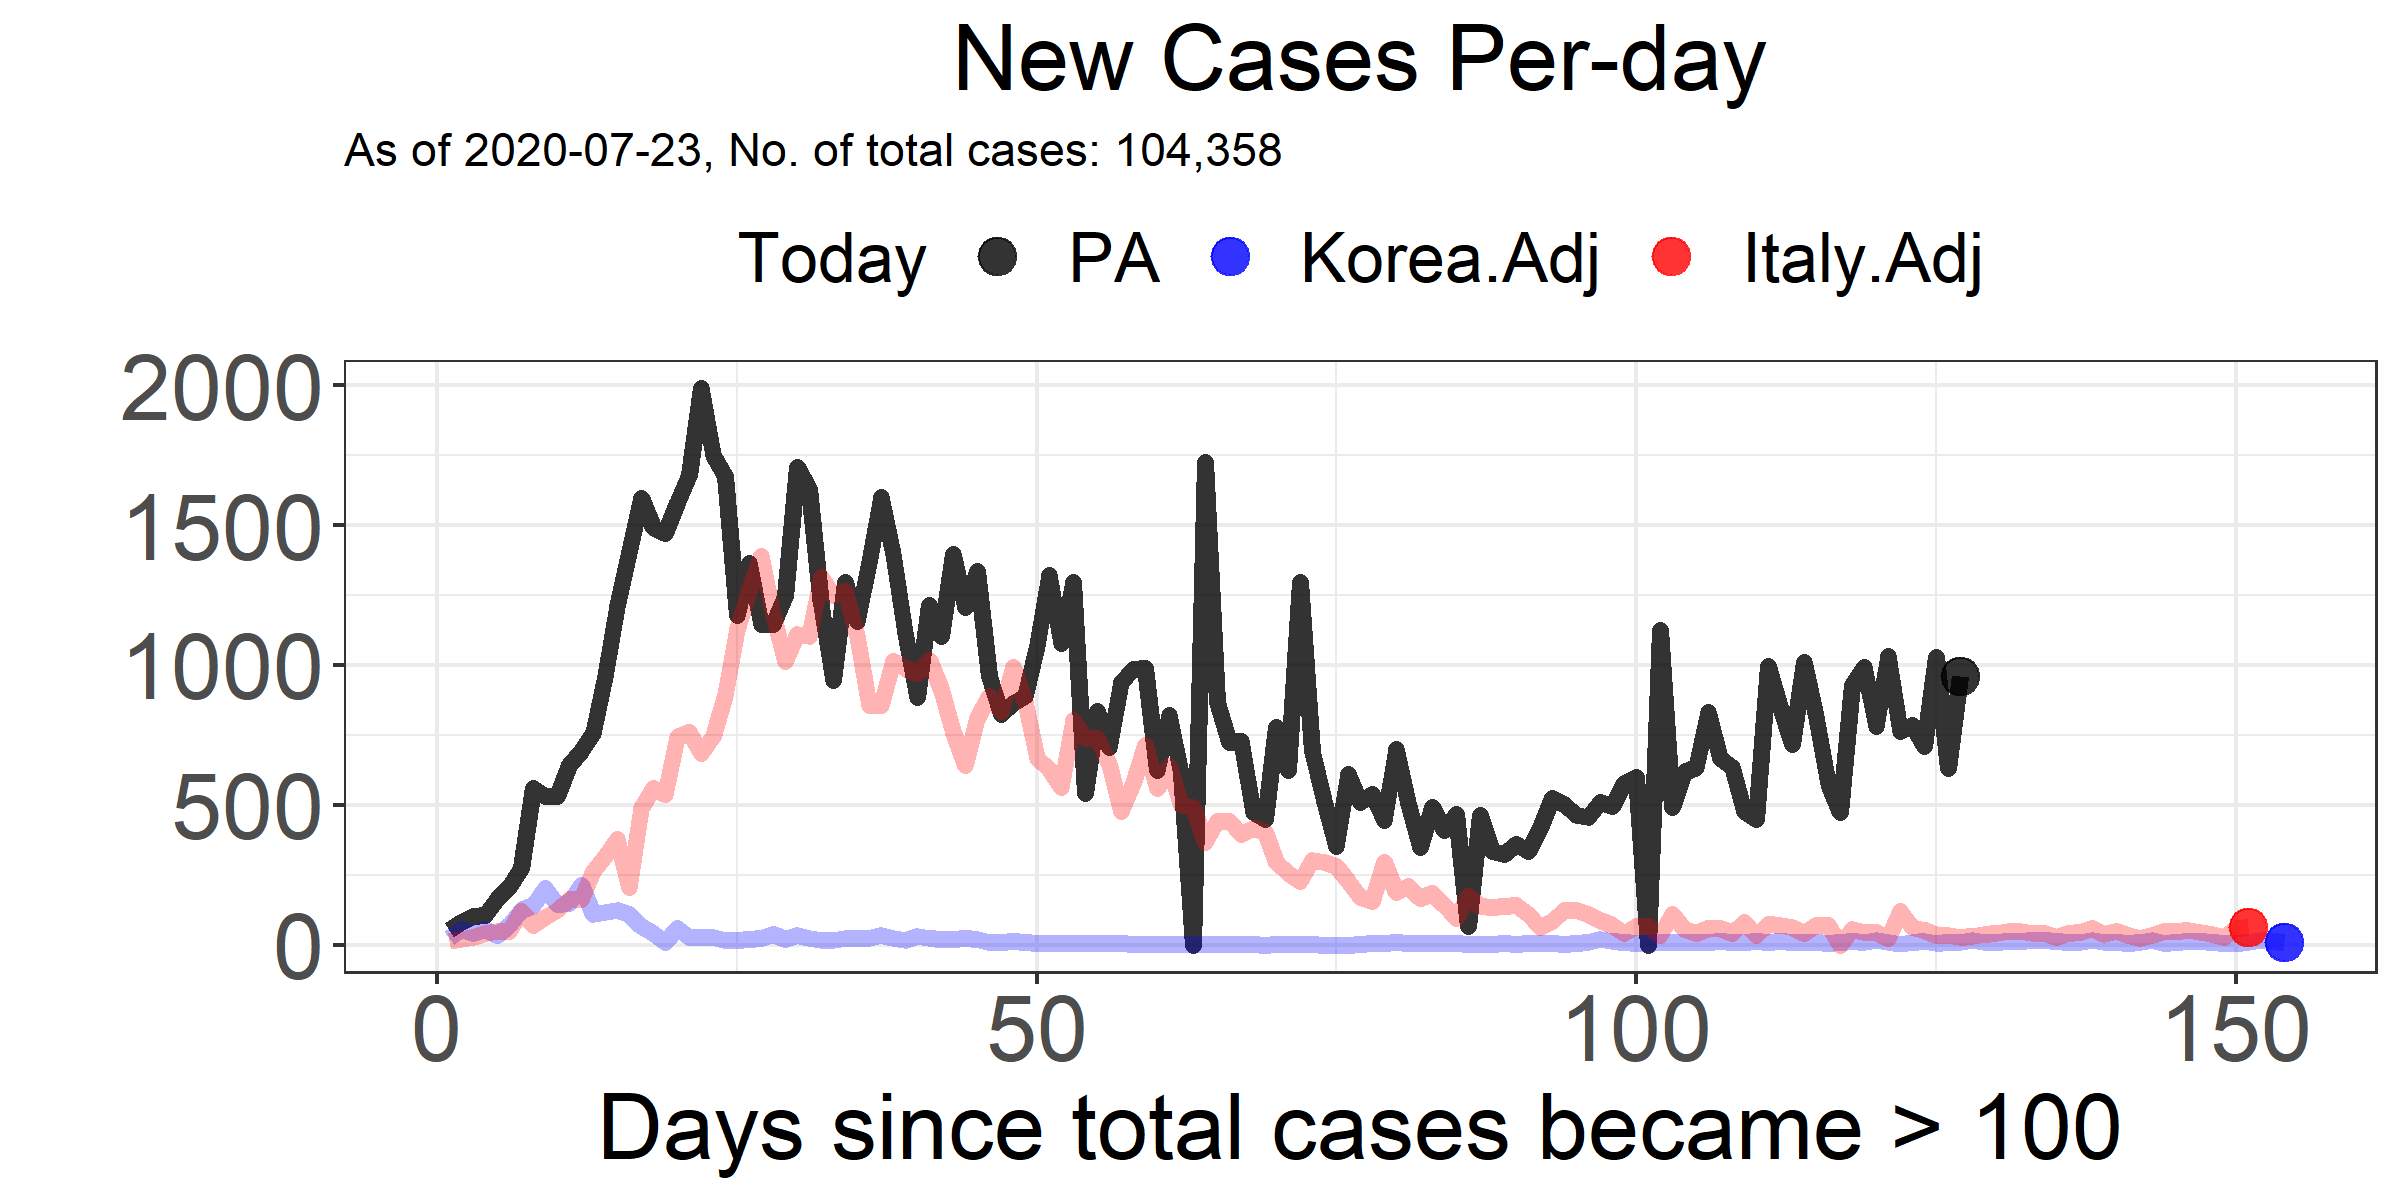 New Cases Per-day
As of 2020-07-23, No. of total cases: 104,358
Today PA Korea.Adj Italy.Adj
2000
1500
1000
500
0
0 50 100 150
Days since total cases became > 100